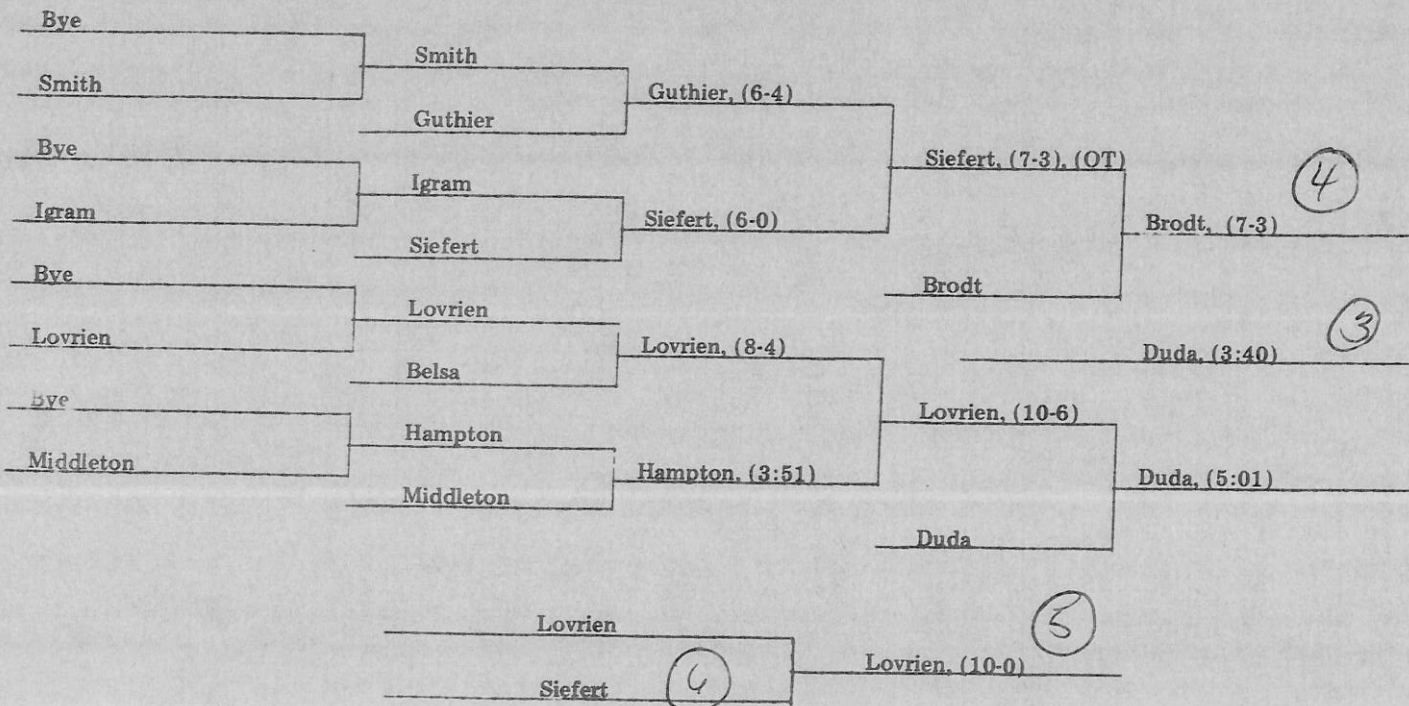 Bye
Smith
Smith
Guthier, (6-4)
Guthier
Bye
Siefert, (7-3), (OT)
Igram
4
Igram
Siefert, (6-0)
Brodt, (7-3)
Siefert
Bye
Brodt
Lovrien
3
Lovrien
Lovrien, (8-4)
Duda, (3:40)
Belsa
Bye
Lovrien, (10-6)
Hampton
Middleton
Hampton, (3:51)
Duda, (5:01)
Middleton
Duda
Lovrien
5
Lovrien, (10-0)
Siefert
6